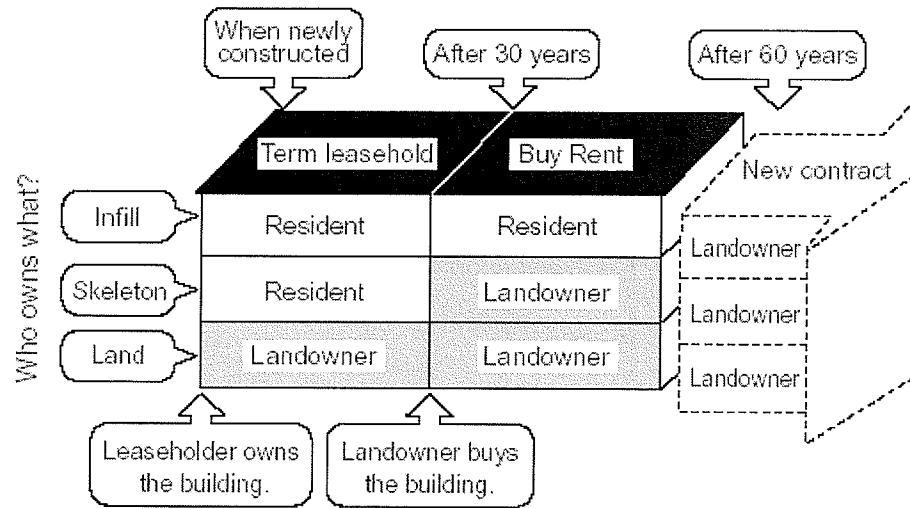 When newly
constructed
After 30 years
After 60 years
Term leasehold
Buy Rent
New contract
Who owns what?
Infill
Resident
Resident
Landowner
Skeleton
Resident
Landowner
Landowner
Land
Landowner
Landowner
Landowner
Leaseholder owns
the building.
Landowner buys
the building.